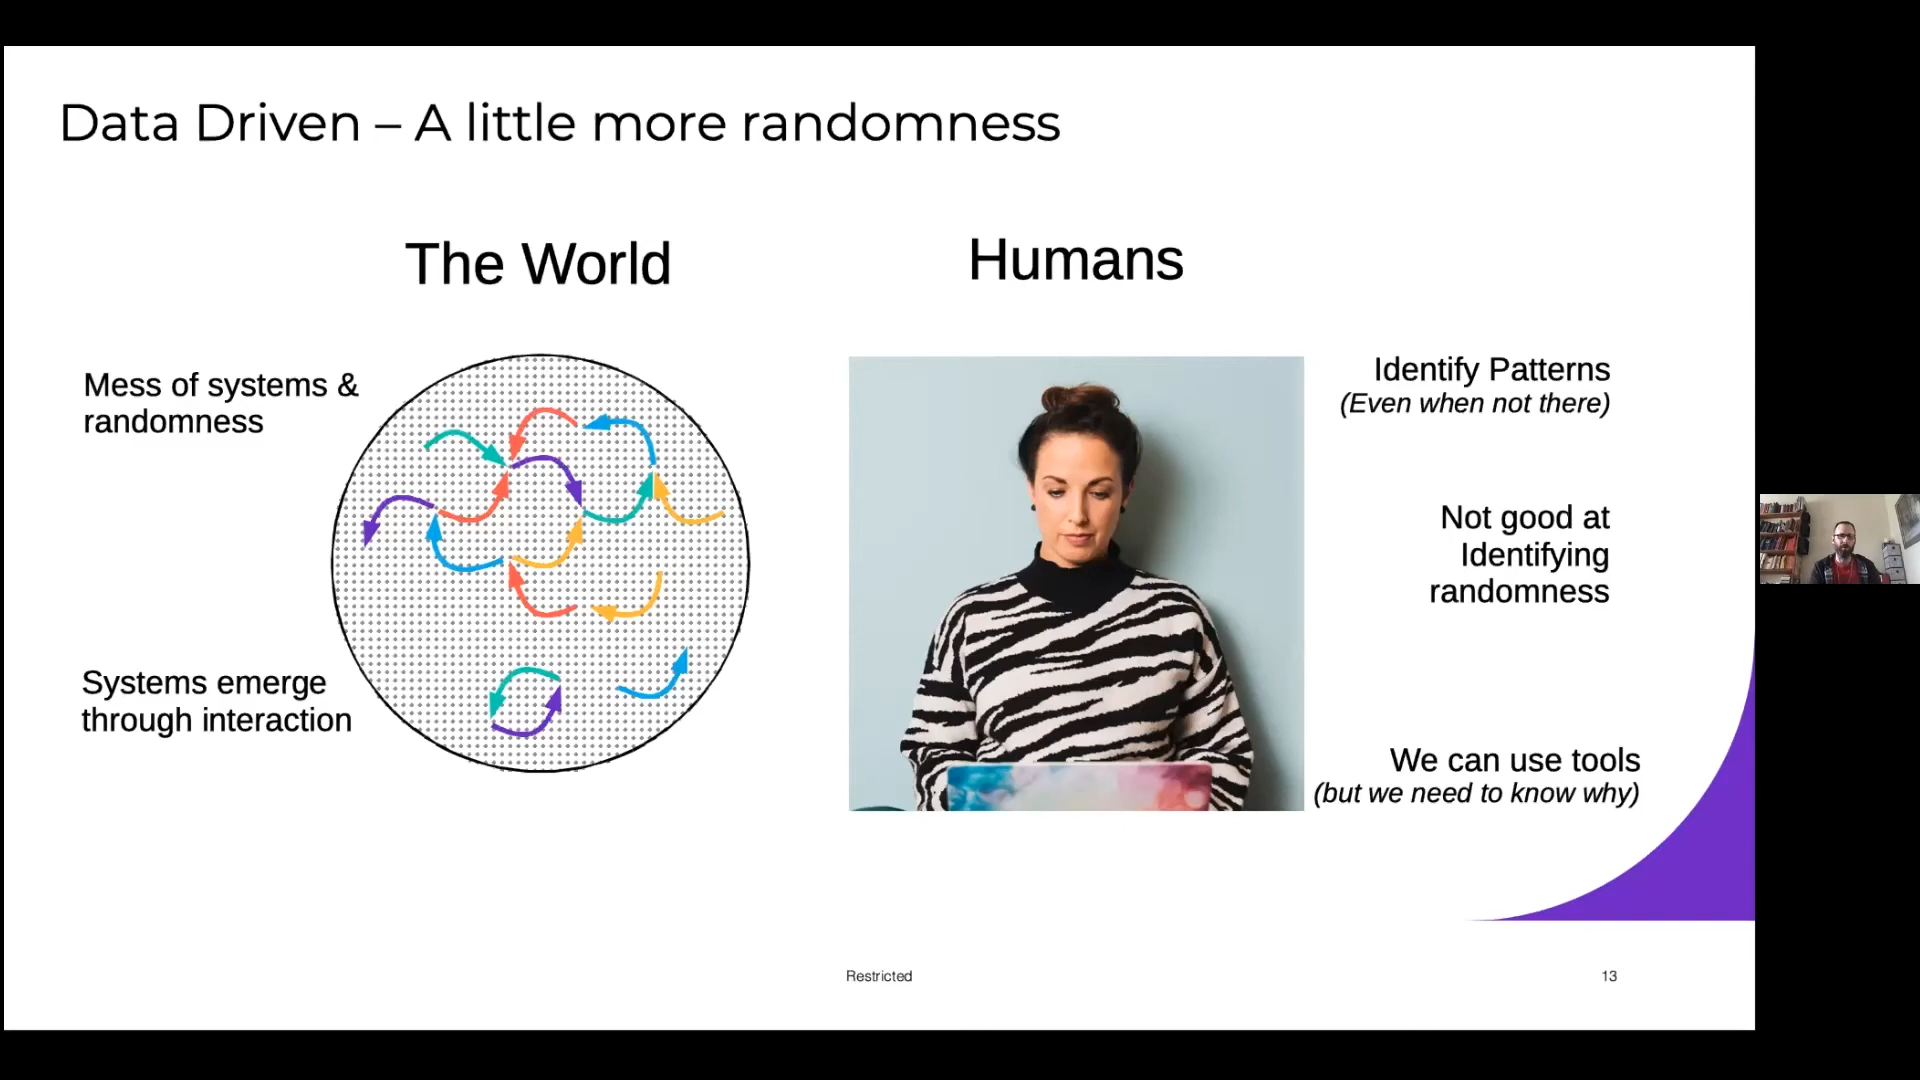 Data Driven – A little more randomness
The World
Humans
Mess of systems &
randomness
Systems emerge
through interaction
Identify Patterns
(Even when not there)
Not good at
Identifying
randomness
We can use tools
(but we need to know why)
Restricted
13